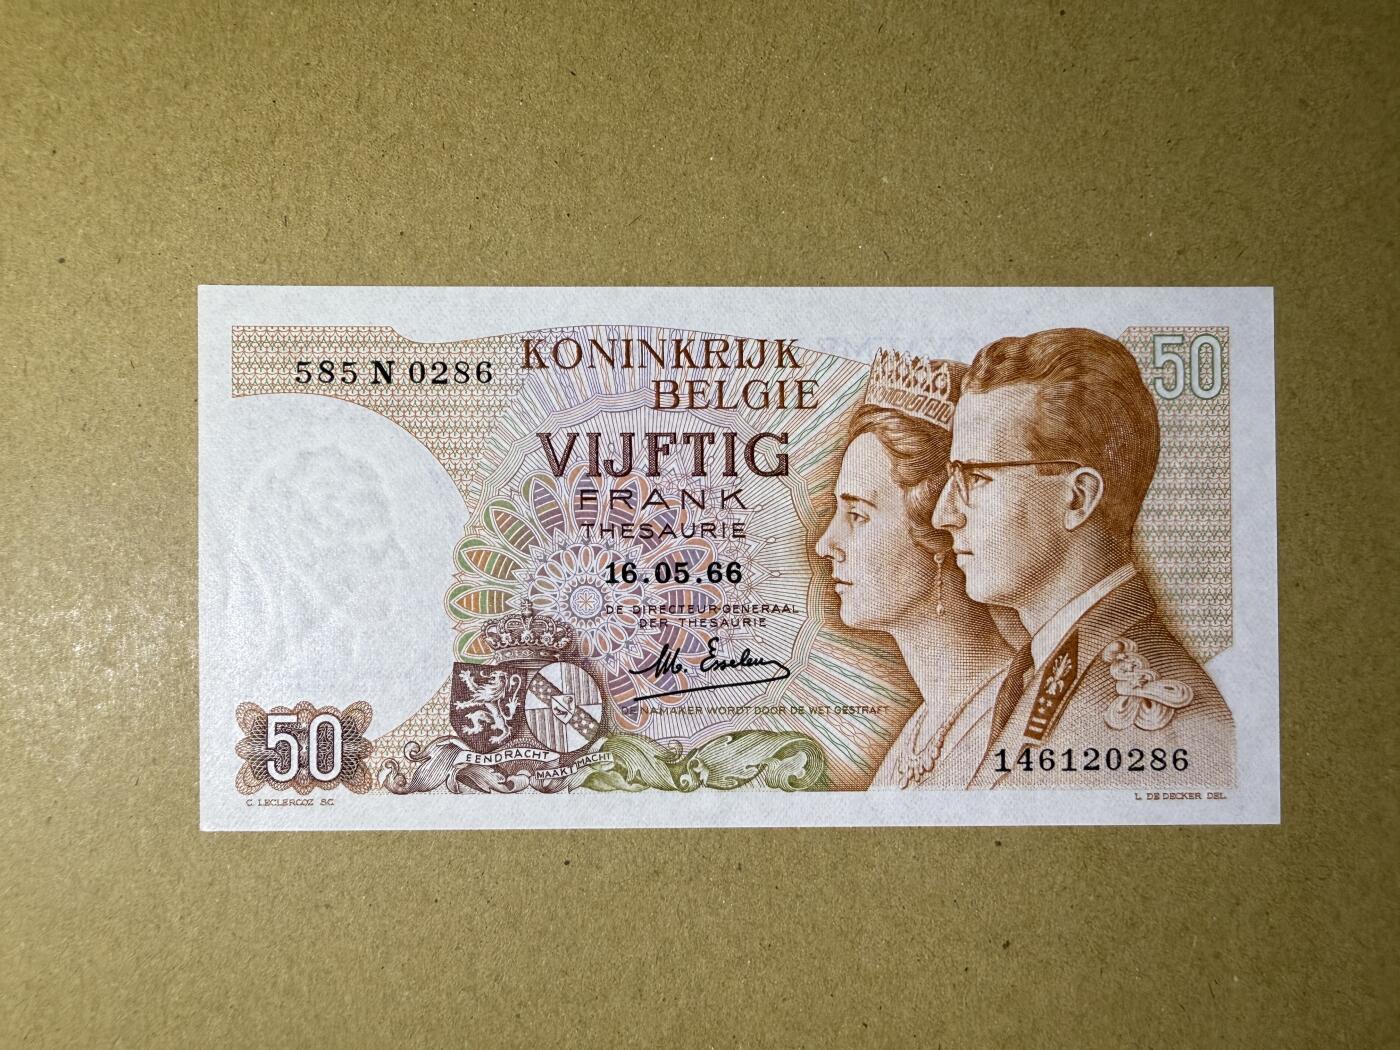 585 N 0286
KONINKRIJK
BELGIE
50
VIJFTIG
FRANK
THESAURIE
16.05.66
DE DIRECTEUR-GENERAAL
DER THESAURIE
M. Esselen
DE NAMAKER WORDT DOOR DE WET GESTRAFT
50
EENDRACHT
MAAKT MACHT
146120286
C. LECLERCQZ SC.
L. DE DECKER DEL.